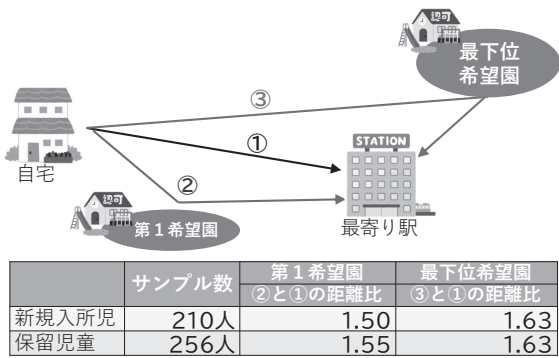 認可
最下位
希望園
③
STATION
①
自宅
②
認可
第1希望園
最寄り駅
サンプル数 第1希望園 最下位希望園
②と①の距離比 ③と①の距離比
新規入所児 210人 1.50 1.63
保留児童 256人 1.55 1.63